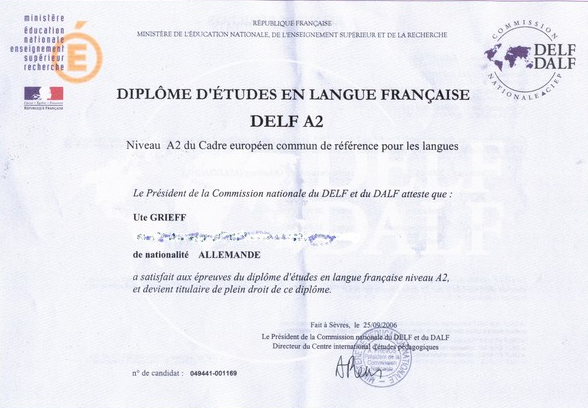 ministère
éducation
nationale
enseignement
supérieur
recherche
É
RÉPUBLIQUE FRANÇAISE
RÉPUBLIQUE FRANÇAISE
MINISTÈRE DE L'ÉDUCATION NATIONALE, DE L'ENSEIGNEMENT SUPÉRIEUR ET DE LA RECHERCHE
COMMISSION
DELF
DALF
NATIONALE CIEP
DIPLÔME D'ÉTUDES EN LANGUE FRANÇAISE
DELF A2
Niveau A2 du Cadre européen commun de référence pour les langues
Le Président de la Commission nationale du DELF et du DALF atteste que :
Ute GRIEFF
de nationalité ALLEMANDE
a satisfait aux épreuves du diplôme d'études en langue française niveau A2,
et devient titulaire de plein droit de ce diplôme.
Fait à Sèvres, le 25/09/2006
Le Président de la Commission nationale du DELF et du DALF
Directeur du Centre international d'études pédagogiques
n° de candidat : 049441-001169